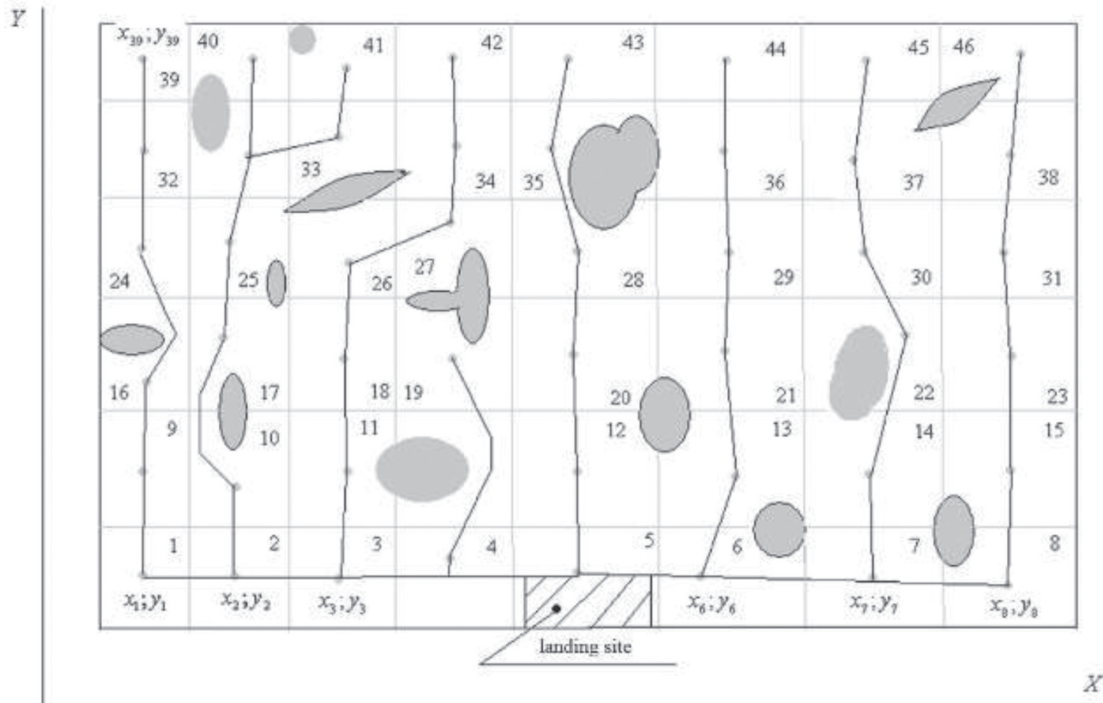 Y
x39; y39 40 41 42 43 44 45 46
39
32 33 34 35 36 37 38
24 25 26 27 28 29 30 31
16 17 18 19 20 21 22 23
9 10 11 12 13 14 15
1 2 3 4 5 6 7 8
x1; y1 x2; y2 x3; y3 x6; y6 x7; y7 x8; y8
landing site
X